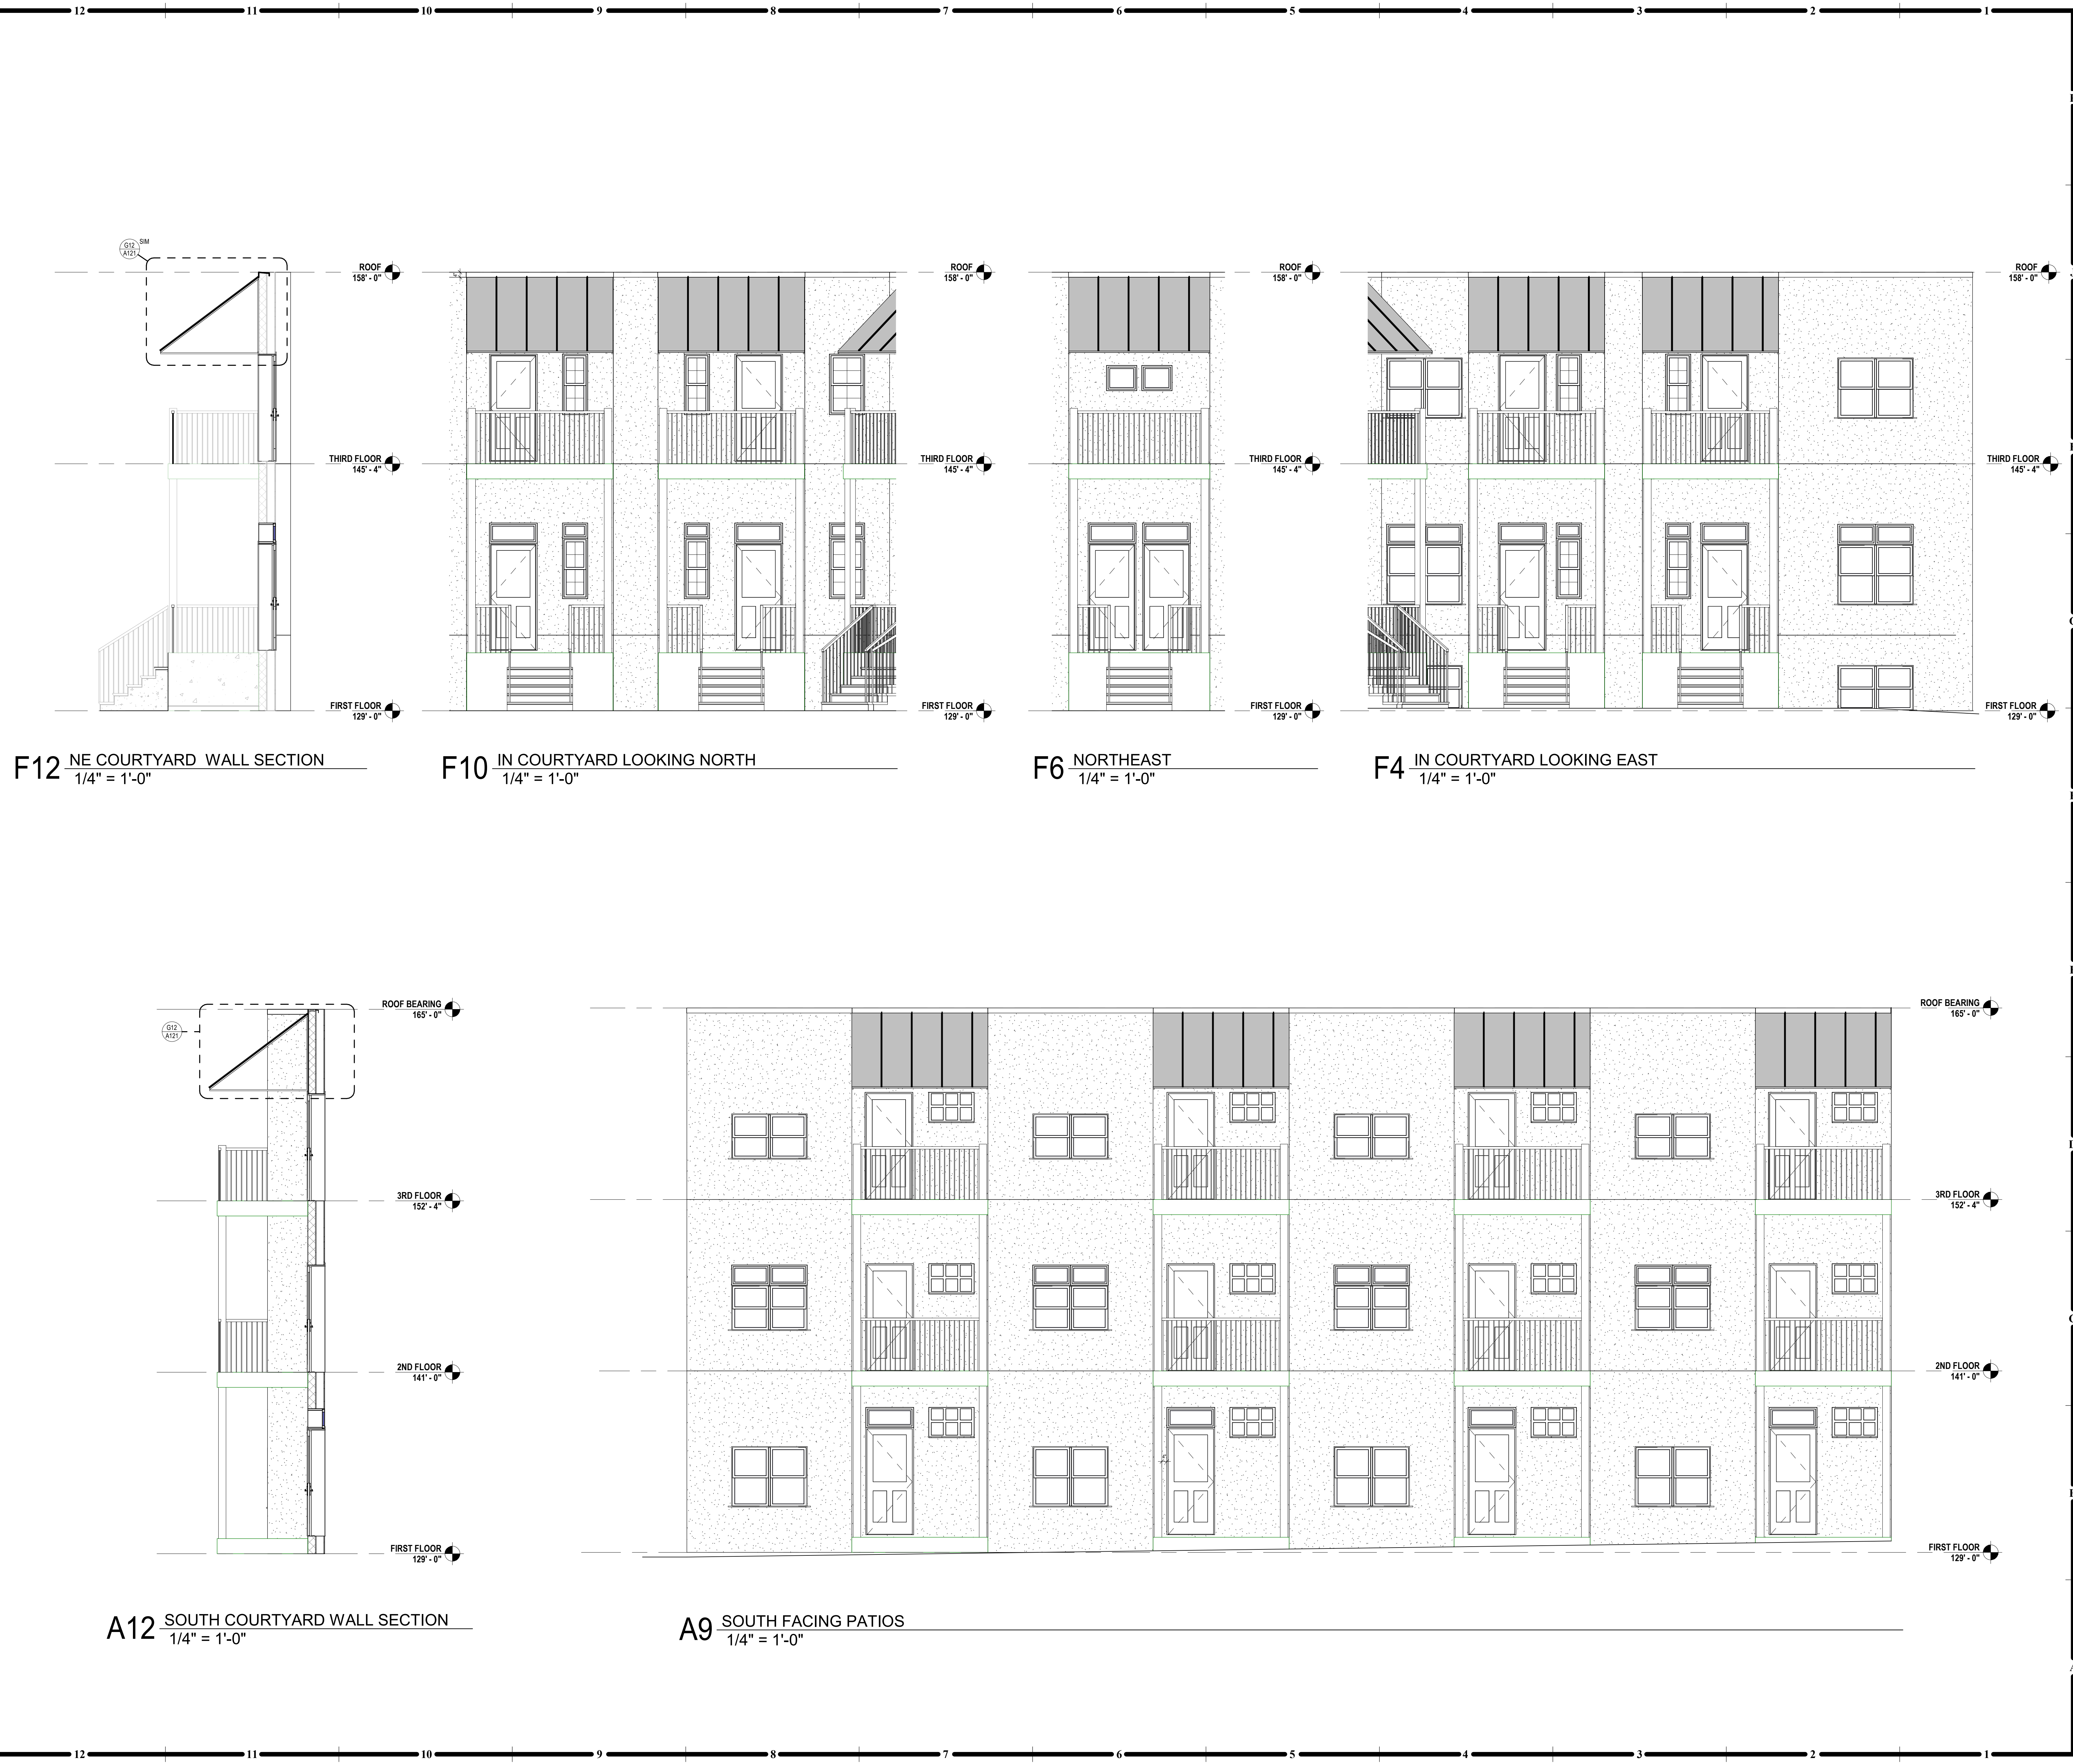 12 11 10 9 8 7 6 5 4 3 2 1
G12 SIM
A121
ROOF
158' - 0"
ROOF
158' - 0"
ROOF
158' - 0"
ROOF
158' - 0"
THIRD FLOOR
145' - 4"
THIRD FLOOR
145' - 4"
THIRD FLOOR
145' - 4"
THIRD FLOOR
145' - 4"
FIRST FLOOR
129' - 0"
FIRST FLOOR
129' - 0"
FIRST FLOOR
129' - 0"
FIRST FLOOR
129' - 0"
F12 NE COURTYARD WALL SECTION
1/4" = 1'-0"
F10 IN COURTYARD LOOKING NORTH
1/4" = 1'-0"
F6 NORTHEAST
1/4" = 1'-0"
F4 IN COURTYARD LOOKING EAST
1/4" = 1'-0"
G12
A121
ROOF BEARING
165' - 0"
ROOF BEARING
165' - 0"
3RD FLOOR
152' - 4"
3RD FLOOR
152' - 4"
2ND FLOOR
141' - 0"
2ND FLOOR
141' - 0"
FIRST FLOOR
129' - 0"
FIRST FLOOR
129' - 0"
A12 SOUTH COURTYARD WALL SECTION
1/4" = 1'-0"
A9 SOUTH FACING PATIOS
1/4" = 1'-0"
12 11 10 9 8 7 6 5 4 3 2 1